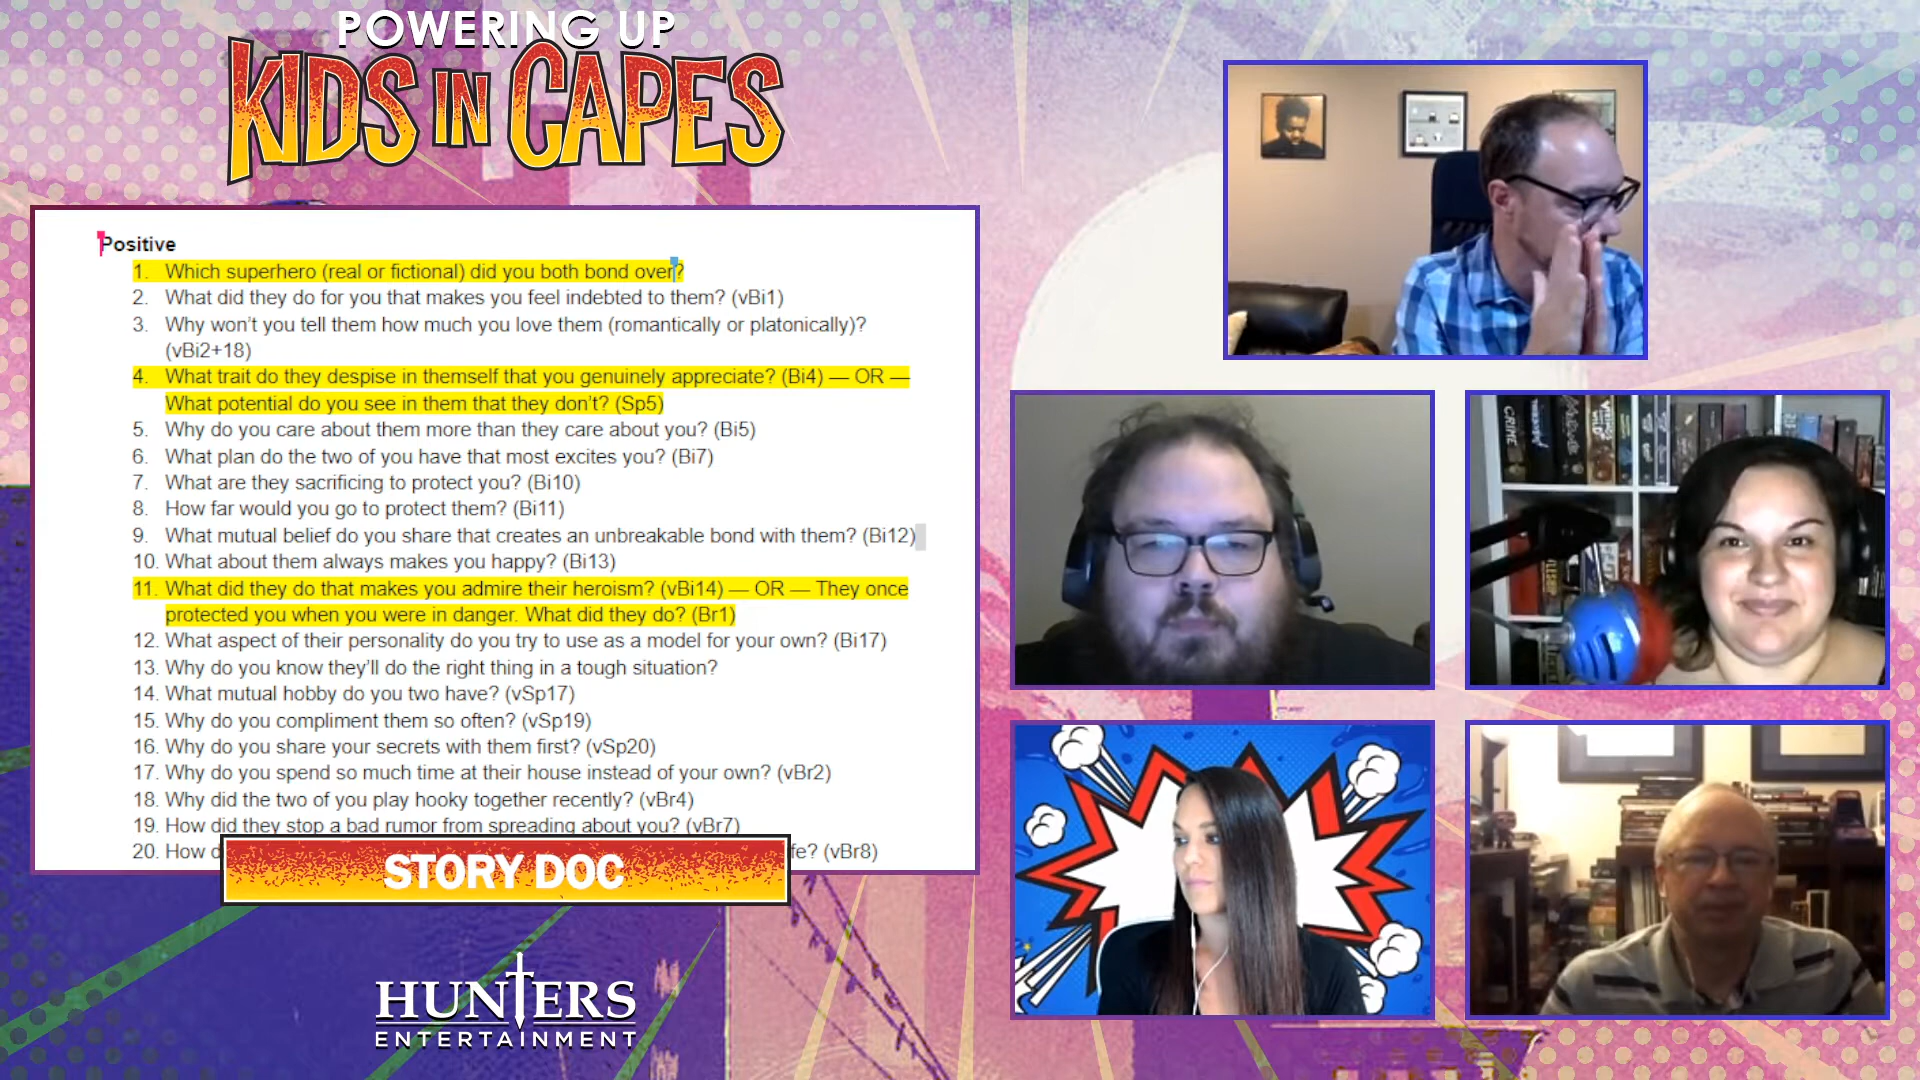 POWERING UP
KIDS IN CAPES
Positive
1. Which superhero (real or fictional) did you both bond over?
2. What did they do for you that makes you feel indebted to them? (vBi1)
3. Why won't you tell them how much you love them (romantically or platonically)?
(vBi2+18)
4. What trait do they despise in themself that you genuinely appreciate? (Bi4) — OR —
What potential do you see in them that they don't? (Sp5)
5. Why do you care about them more than they care about you? (Bi5)
6. What plan do the two of you have that most excites you? (Bi7)
7. What are they sacrificing to protect you? (Bi10)
8. How far would you go to protect them? (Bi11)
9. What mutual belief do you share that creates an unbreakable bond with them? (Bi12)
10. What about them always makes you happy? (Bi13)
11. What did they do that makes you admire their heroism? (vBi14) — OR — They once
protected you when you were in danger. What did they do? (Br1)
12. What aspect of their personality do you try to use as a model for your own? (Bi17)
13. Why do you know they'll do the right thing in a tough situation?
14. What mutual hobby do you two have? (vSp17)
15. Why do you compliment them so often? (vSp19)
16. Why do you share your secrets with them first? (vSp20)
17. Why do you spend so much time at their house instead of your own? (vBr2)
18. Why did the two of you play hooky together recently? (vBr4)
19. How did they stop a bad rumor from spreading about you? (vBr7)
20. How d fe? (vBr8)
STORY DOC
HUNTERS
ENTERTAINMENT
CRIME